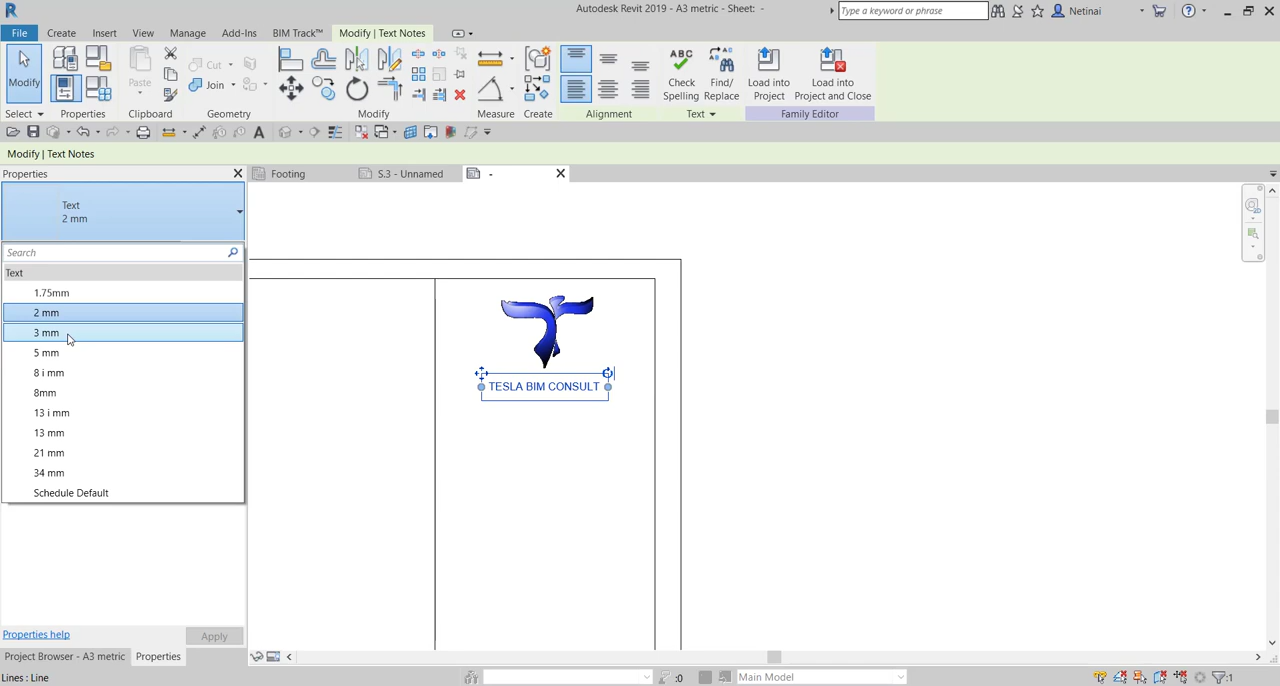 Autodesk Revit 2019 - A3 metric - Sheet: -
Type a keyword or phrase
Netinai
File Create Insert View Manage Add-Ins BIM Track™ Modify | Text Notes
Modify
Paste
Cut
Join
ABC
Check Spelling
Find/ Replace
Load into Project
Load into Project and Close
Select Properties Clipboard Geometry Modify Measure Create Alignment Text Family Editor
Modify | Text Notes
Properties
Footing
S.3 - Unnamed
-
Text
2 mm
Search
Text
1.75mm
2 mm
3 mm
5 mm
8 i mm
8mm
13 i mm
13 mm
21 mm
34 mm
Schedule Default
TESLA BIM CONSULT
Properties help
Apply
Project Browser - A3 metric
Properties
Lines : Line
:0
Main Model
:1